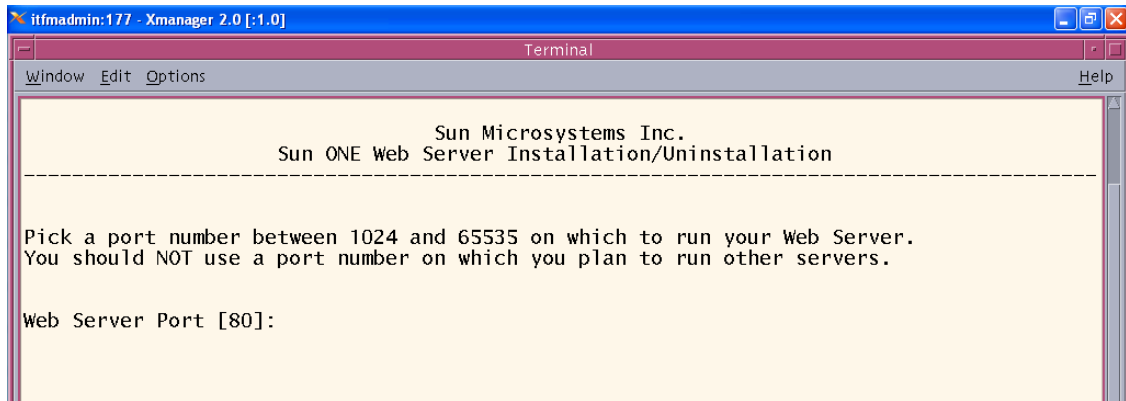 itfmadmin:177 - Xmanager 2.0 [:1.0]
Terminal
Window Edit Options Help
Sun Microsystems Inc.
Sun ONE Web Server Installation/Uninstallation
Pick a port number between 1024 and 65535 on which to run your Web Server.
You should NOT use a port number on which you plan to run other servers.
Web Server Port [80]: